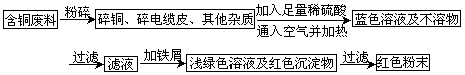 含铜废料 粉碎 碎铜、碎电缆皮、其他杂质 加入足量稀硫酸 通入空气并加热 蓝色溶液及不溶物
过滤 滤液 加铁屑 浅绿色溶液及红色沉淀物 过滤 红色粉末